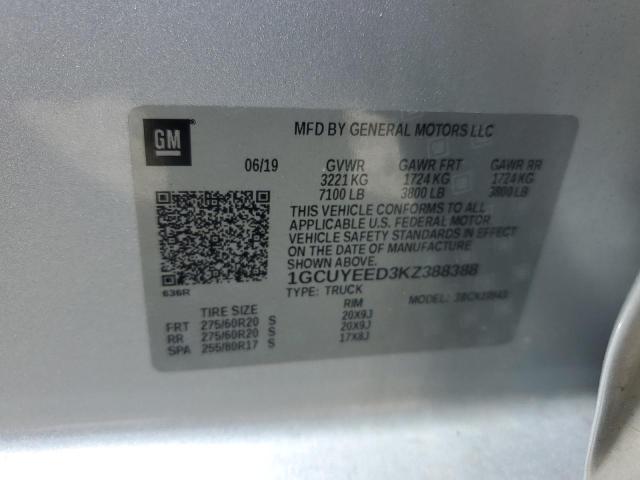 GM
MFD BY GENERAL MOTORS LLC
06/19 GVWR GAWR FRT GAWR RR
3221 KG 1724 KG 1724 KG
7100 LB 3800 LB 3800 LB
THIS VEHICLE CONFORMS TO ALL
APPLICABLE U.S. FEDERAL MOTOR
VEHICLE SAFETY STANDARDS IN EFFECT
ON THE DATE OF MANUFACTURE
SHOWN ABOVE.
1GCUYEED3KZ388388
636R
TYPE: TRUCK MODEL:
TIRE SIZE RIM
FRT 275/60R20 S 20X9J
RR 275/60R20 S 20X9J
SPA 255/80R17 S 17X8J